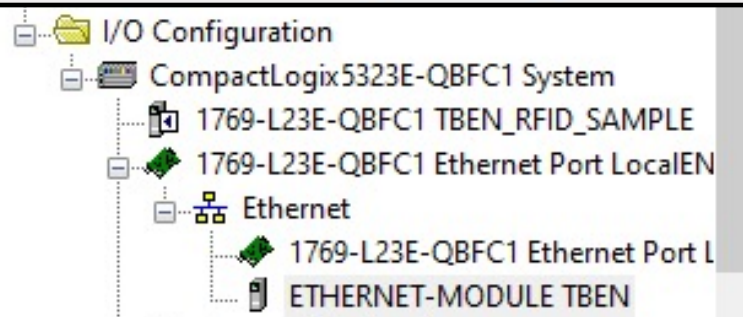 I/O Configuration
CompactLogix5323E-QBFC1 System
1769-L23E-QBFC1 TBEN_RFID_SAMPLE
1769-L23E-QBFC1 Ethernet Port LocalEN
Ethernet
1769-L23E-QBFC1 Ethernet Port L
ETHERNET-MODULE TBEN